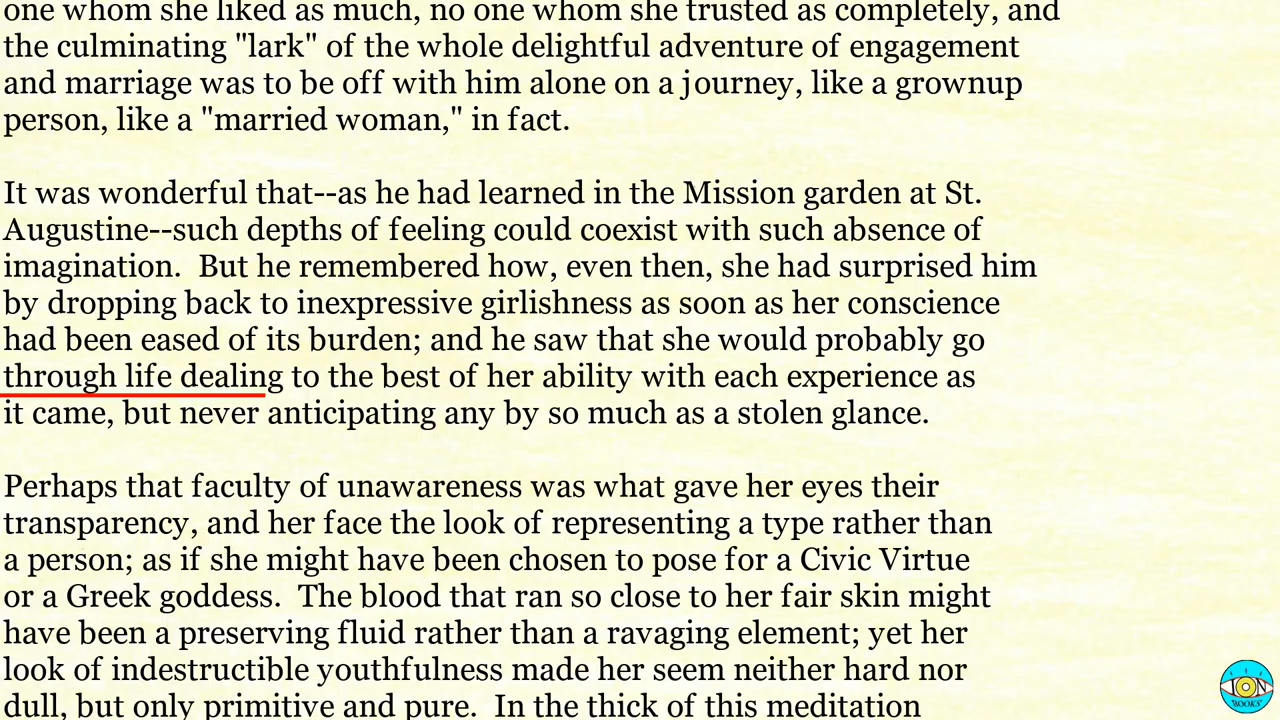 one whom she liked as much, no one whom she trusted as completely, and
the culminating "lark" of the whole delightful adventure of engagement
and marriage was to be off with him alone on a journey, like a grownup
person, like a "married woman," in fact.
It was wonderful that--as he had learned in the Mission garden at St.
Augustine--such depths of feeling could coexist with such absence of
imagination.  But he remembered how, even then, she had surprised him
by dropping back to inexpressive girlishness as soon as her conscience
had been eased of its burden; and he saw that she would probably go
through life dealing to the best of her ability with each experience as
it came, but never anticipating any by so much as a stolen glance.
Perhaps that faculty of unawareness was what gave her eyes their
transparency, and her face the look of representing a type rather than
a person; as if she might have been chosen to pose for a Civic Virtue
or a Greek goddess.  The blood that ran so close to her fair skin might
have been a preserving fluid rather than a ravaging element; yet her
look of indestructible youthfulness made her seem neither hard nor
dull, but only primitive and pure.  In the thick of this meditation
ION
BOOKS